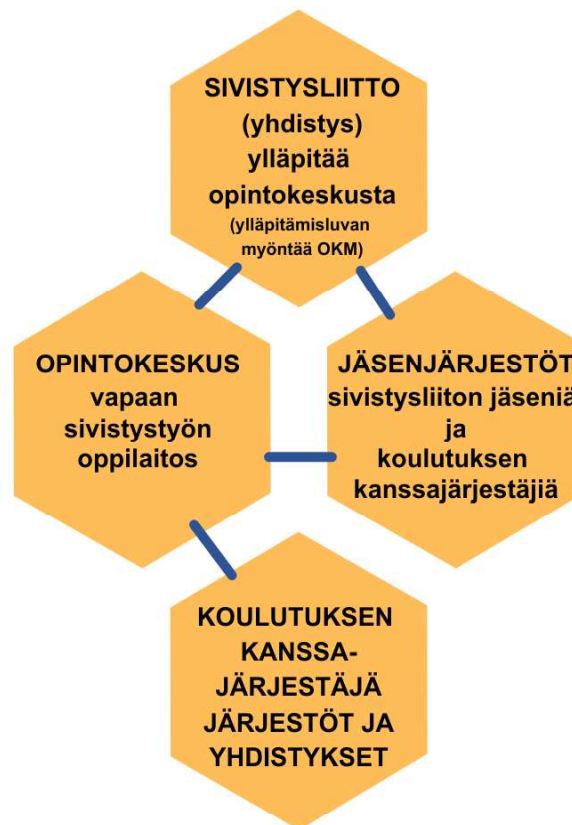 SIVISTYSLIITTO
(yhdistys)
ylläpitää
opintokeskusta
(ylläpitämisluvan
myöntää OKM)
OPINTOKESKUS
vapaan
sivistystyön
oppilaitos
JÄSENJÄRJESTÖT
sivistysliiton jäseniä
ja
koulutuksen
kanssajärjestäjiä
KOULUTUKSEN
KANSSA-
JÄRJESTÄJÄ
JÄRJESTÖT JA
YHDISTYKSET